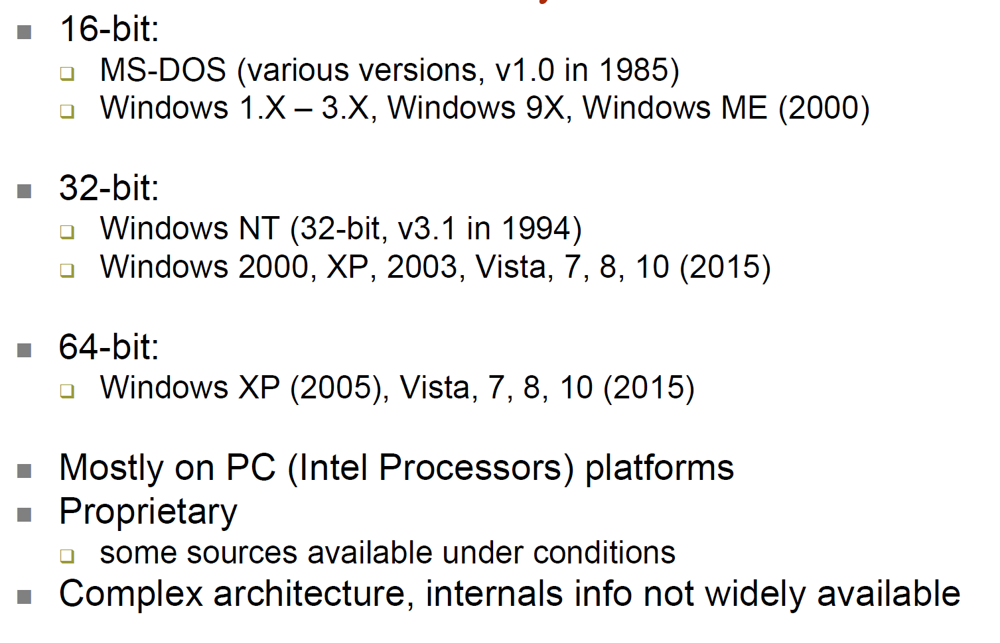 16-bit:
MS-DOS (various versions, v1.0 in 1985)
Windows 1.X – 3.X, Windows 9X, Windows ME (2000)
32-bit:
Windows NT (32-bit, v3.1 in 1994)
Windows 2000, XP, 2003, Vista, 7, 8, 10 (2015)
64-bit:
Windows XP (2005), Vista, 7, 8, 10 (2015)
Mostly on PC (Intel Processors) platforms
Proprietary
some sources available under conditions
Complex architecture, internals info not widely available